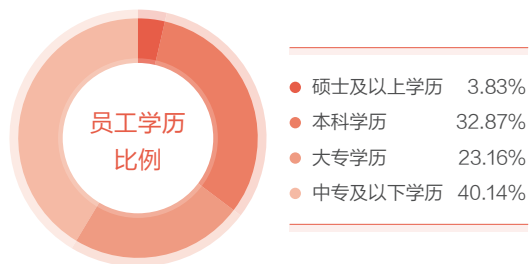 员工学历
比例
硕士及以上学历 3.83%
本科学历 32.87%
大专学历 23.16%
中专及以下学历 40.14%